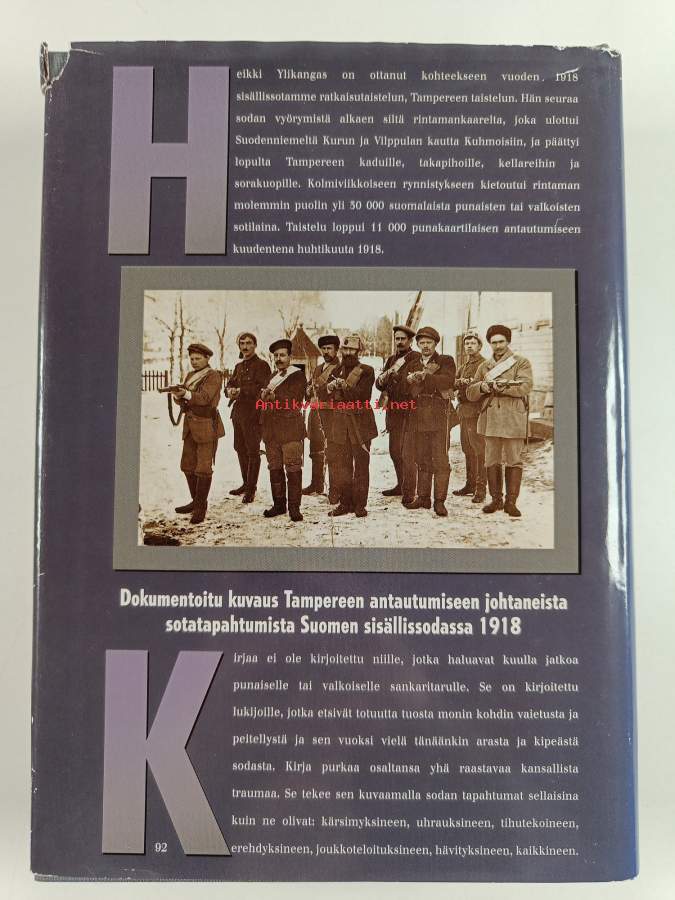 Heikki Ylikangas on ottanut kohteekseen vuoden 1918
sisällissotamme ratkaisutaistelun, Tampereen taistelun. Hän seuraa
sodan vyörymistä alkaen siltä rintamankaarelta, joka ulottui
Suodenniemeltä Kurun ja Vilppulan kautta Kuhmoisiin, ja päättyi
lopulta Tampereen kaduille, takapihoille, kellareihin ja
sorakuopille. Kolmiviikkoiseen rynnistykseen kietoutui rintaman
molemmin puolin yli 30 000 suomalaista punaisten tai valkoisten
sotilaina. Taistelu loppui 11 000 punakaartilaisen antautumiseen
kuudentena huhtikuuta 1918.
Antikvariaatti.net
Dokumentoitu kuvaus Tampereen antautumiseen johtaneista
sotatapahtumista Suomen sisällissodassa 1918
Kirjaa ei ole kirjoitettu niille, jotka haluavat kuulla jatkoa
punaiselle tai valkoiselle sankaritarulle. Se on kirjoitettu
lukijoille, jotka etsivät totuutta tuosta monin kohdin vaietusta ja
peitellystä ja sen vuoksi vielä tänäänkin arasta ja kipeästä
sodasta. Kirja purkaa osaltansa yhä raastavaa kansallista
traumaa. Se tekee sen kuvaamalla sodan tapahtumat sellaisina
kuin ne olivat: kärsimyksineen, uhrauksineen, tihutekoineen,
erehdyksineen, joukkoteloituksineen, hävityksineen, kaikkineen.
92